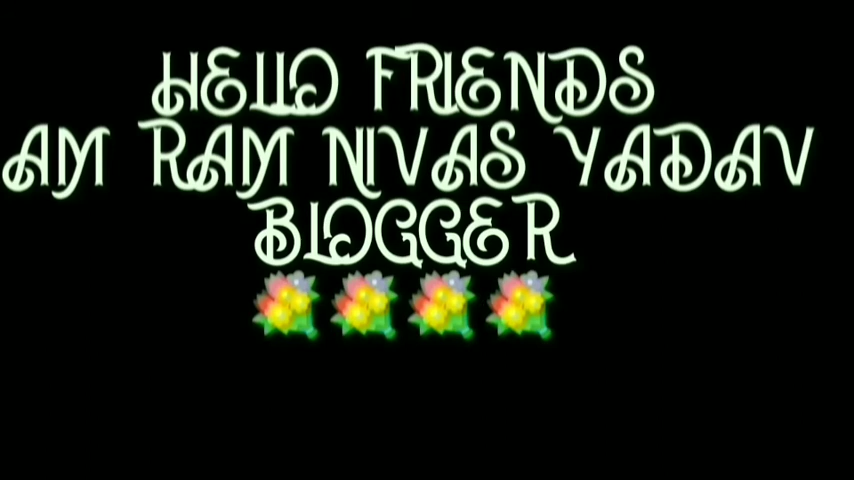 HELLO FRIENDS
AM RAM NIVAS YADAV
BLOGGER
💐💐💐💐